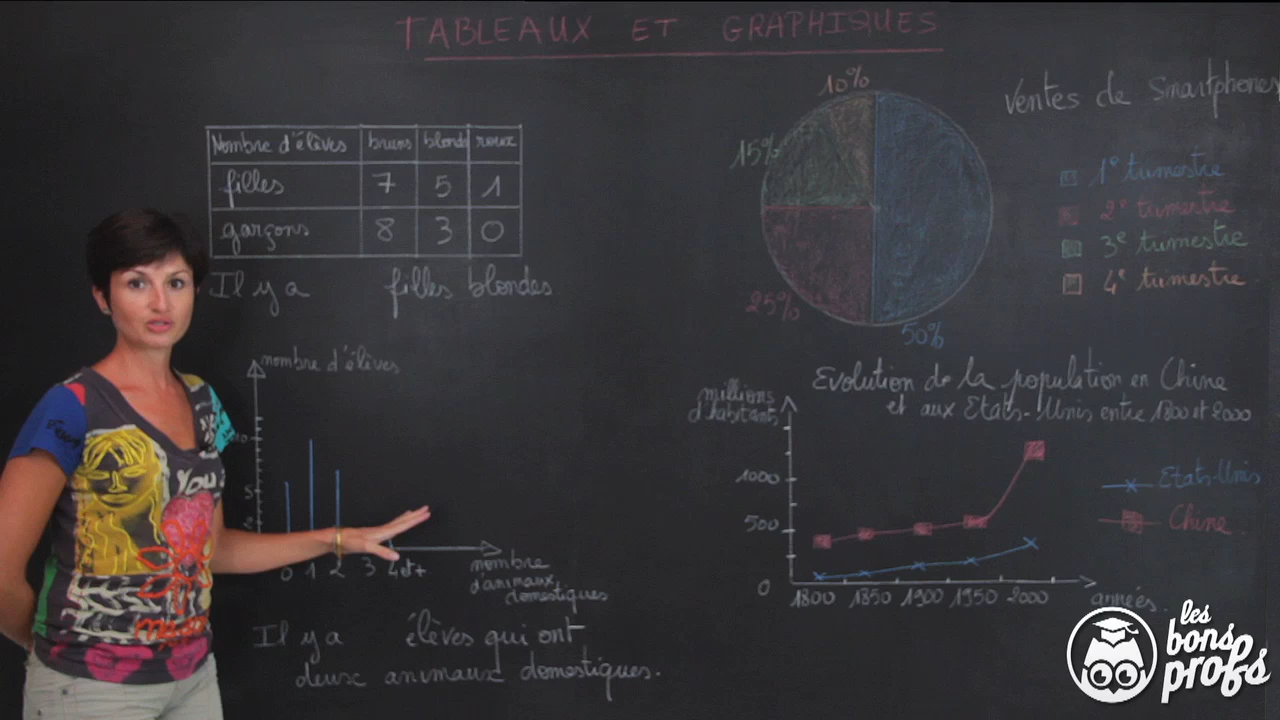 TABLEAUX ET GRAPHIQUES
Nombre d'élèves bruns blonds roux
filles 7 5 1
garçons 8 3 0
Il y a filles blondes
nombre d'élèves
10
5
2
0 1 2 3 4et+
nombre
d'animaux
domestiques
Il y a élèves qui ont
deux animaux domestiques.
Ventes de Smartphones
10%
15%
25%
50%
1e trimestre
2e trimestre
3e trimestre
4e trimestre
Evolution de la population en Chine
et aux Etats-Unis entre 1800 et 2000
millions
d'habitants
1000
500
0
1800 1850 1900 1950 2000
années
Etats-Unis
Chine
You
les
bons
profs